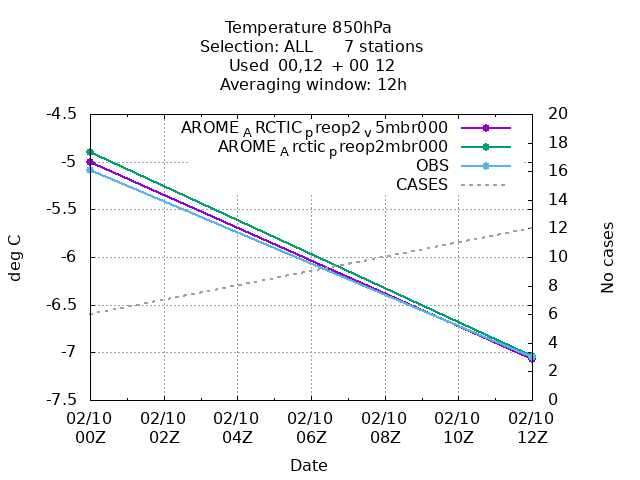 Temperature 850hPa
Selection: ALL 7 stations
Used 00,12 + 00 12
Averaging window: 12h
AROME_ARCTIC_preop2_v5mbr000
AROME_Arctic_preop2mbr000
OBS
CASES
deg C
-4.5
-5
-5.5
-6
-6.5
-7
-7.5
No cases
20
18
16
14
12
10
8
6
4
2
0
02/10 02/10 02/10 02/10 02/10 02/10 02/10
00Z 02Z 04Z 06Z 08Z 10Z 12Z
Date